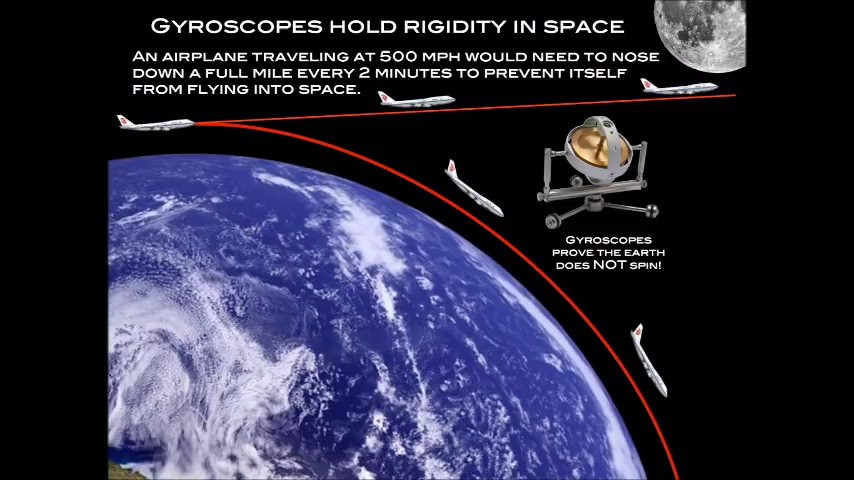 Gyroscopes hold rigidity in space
An airplane traveling at 500 mph would need to nose
down a full mile every 2 minutes to prevent itself
from flying into space.
Gyroscopes
prove the earth
does NOT spin!